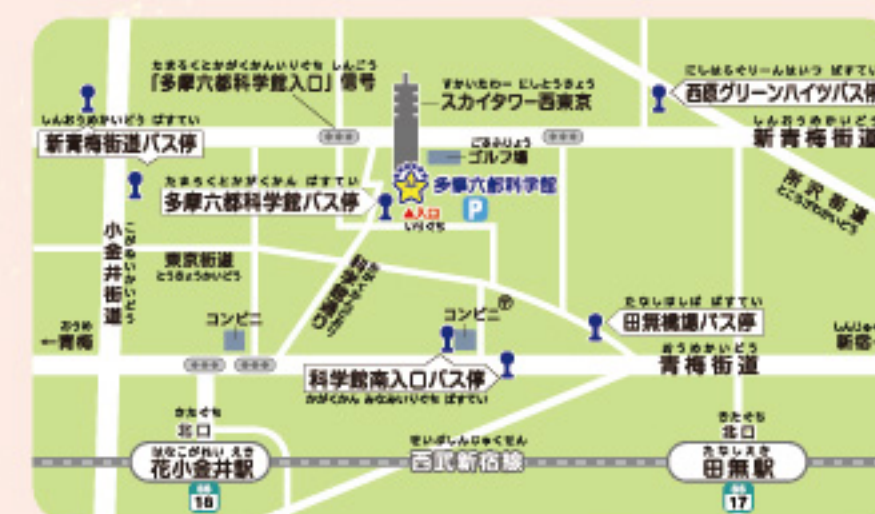 たまろくとかがくかんいりぐち しんごう
「多摩六都科学館入口」信号
すかいたわー にしとうきょう
スカイタワー西東京
にしはらぐりーんはいつ ばすてい
西原グリーンハイツバス停
しんおうめかいどう ばすてい
新青梅街道バス停
しんおうめかいどう
新青梅街道
ごるふじょう
ゴルフ場
たまろくとかがくかん ばすてい
多摩六都科学館バス停
多摩六都科学館
P
▲入口
いりぐち
所沢街道
ところざわかいどう
小金井街道
こがねいかいどう
東京街道
とうきょうかいどう
おうめ
←青梅
コンビニ
コンビニ
〒
たなしはしば ばすてい
田無橋場バス停
しんじゅ
新宿
おうめかいどう
青梅街道
科学館南入口バス停
かがくかん みなみいりぐち ばすてい
きたぐち
北口
はなこがねい えき
花小金井駅
SS
18
せいぶしんじゅくせん
西武新宿線
きたぐち
北口
たなしえき
田無駅
SS
17